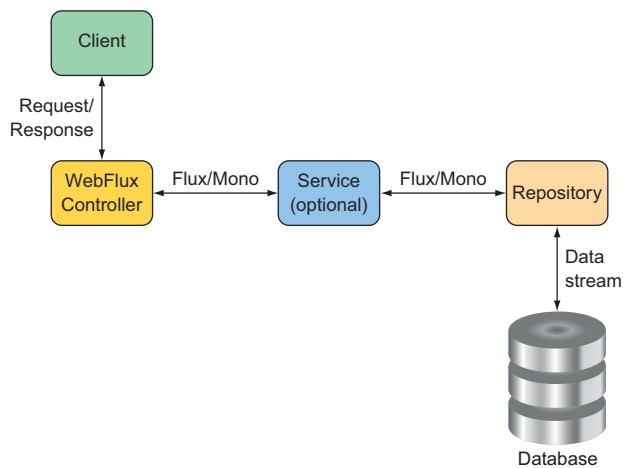 Client
Request/
Response
WebFlux
Controller
Flux/Mono
Service
(optional)
Flux/Mono
Repository
Data
stream
Database